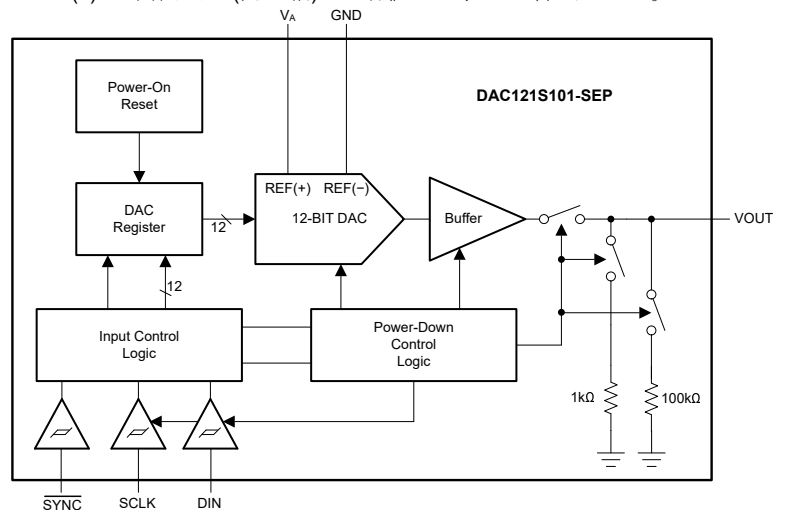 V_A GND
Power-On
Reset
DAC121S101-SEP
REF(+) REF(−)
DAC
Register
12
12-BIT DAC
Buffer
VOUT
12
Input Control
Logic
Power-Down
Control
Logic
1kΩ
100kΩ
SYNC
SCLK
DIN